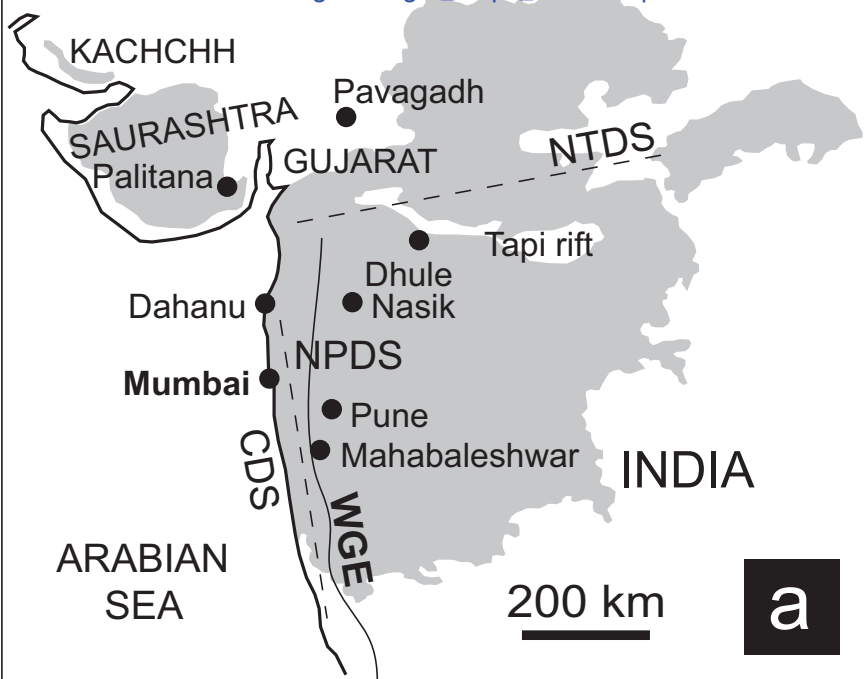 KACHCHH
Pavagadh
SAURASHTRA
NTDS
GUJARAT
Palitana
Tapi rift
Dhule
Dahanu
Nasik
NPDS
Mumbai
Pune
CDS
Mahabaleshwar
INDIA
WGE
ARABIAN
SEA
200 km
a